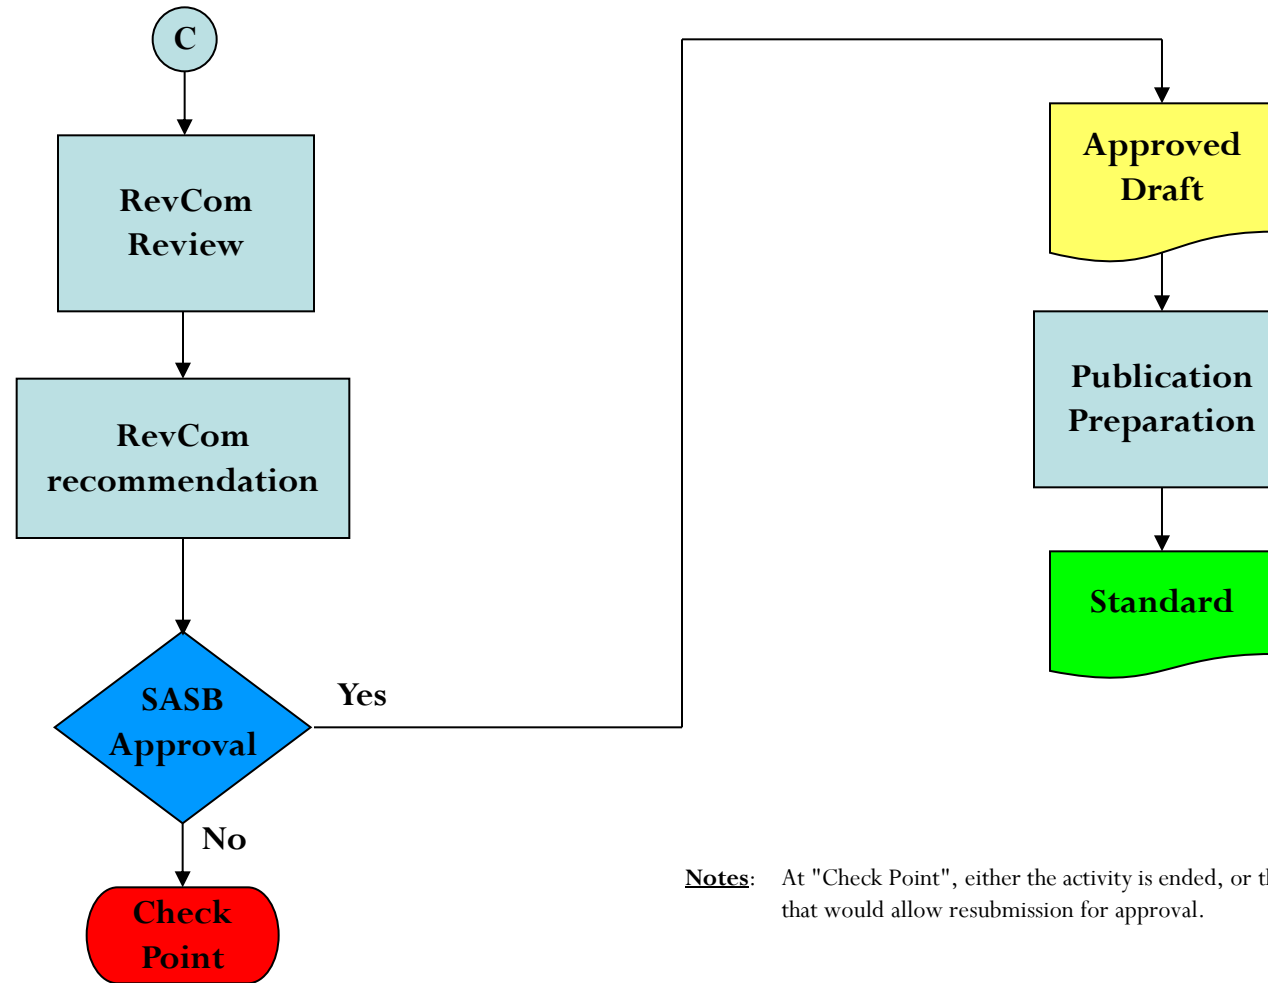 C
RevCom
Review
RevCom
recommendation
SASB
Approval
Yes
No
Check
Point
Approved
Draft
Publication
Preparation
Standard
Notes: At "Check Point", either the activity is ended, or
that would allow resubmission for approval.